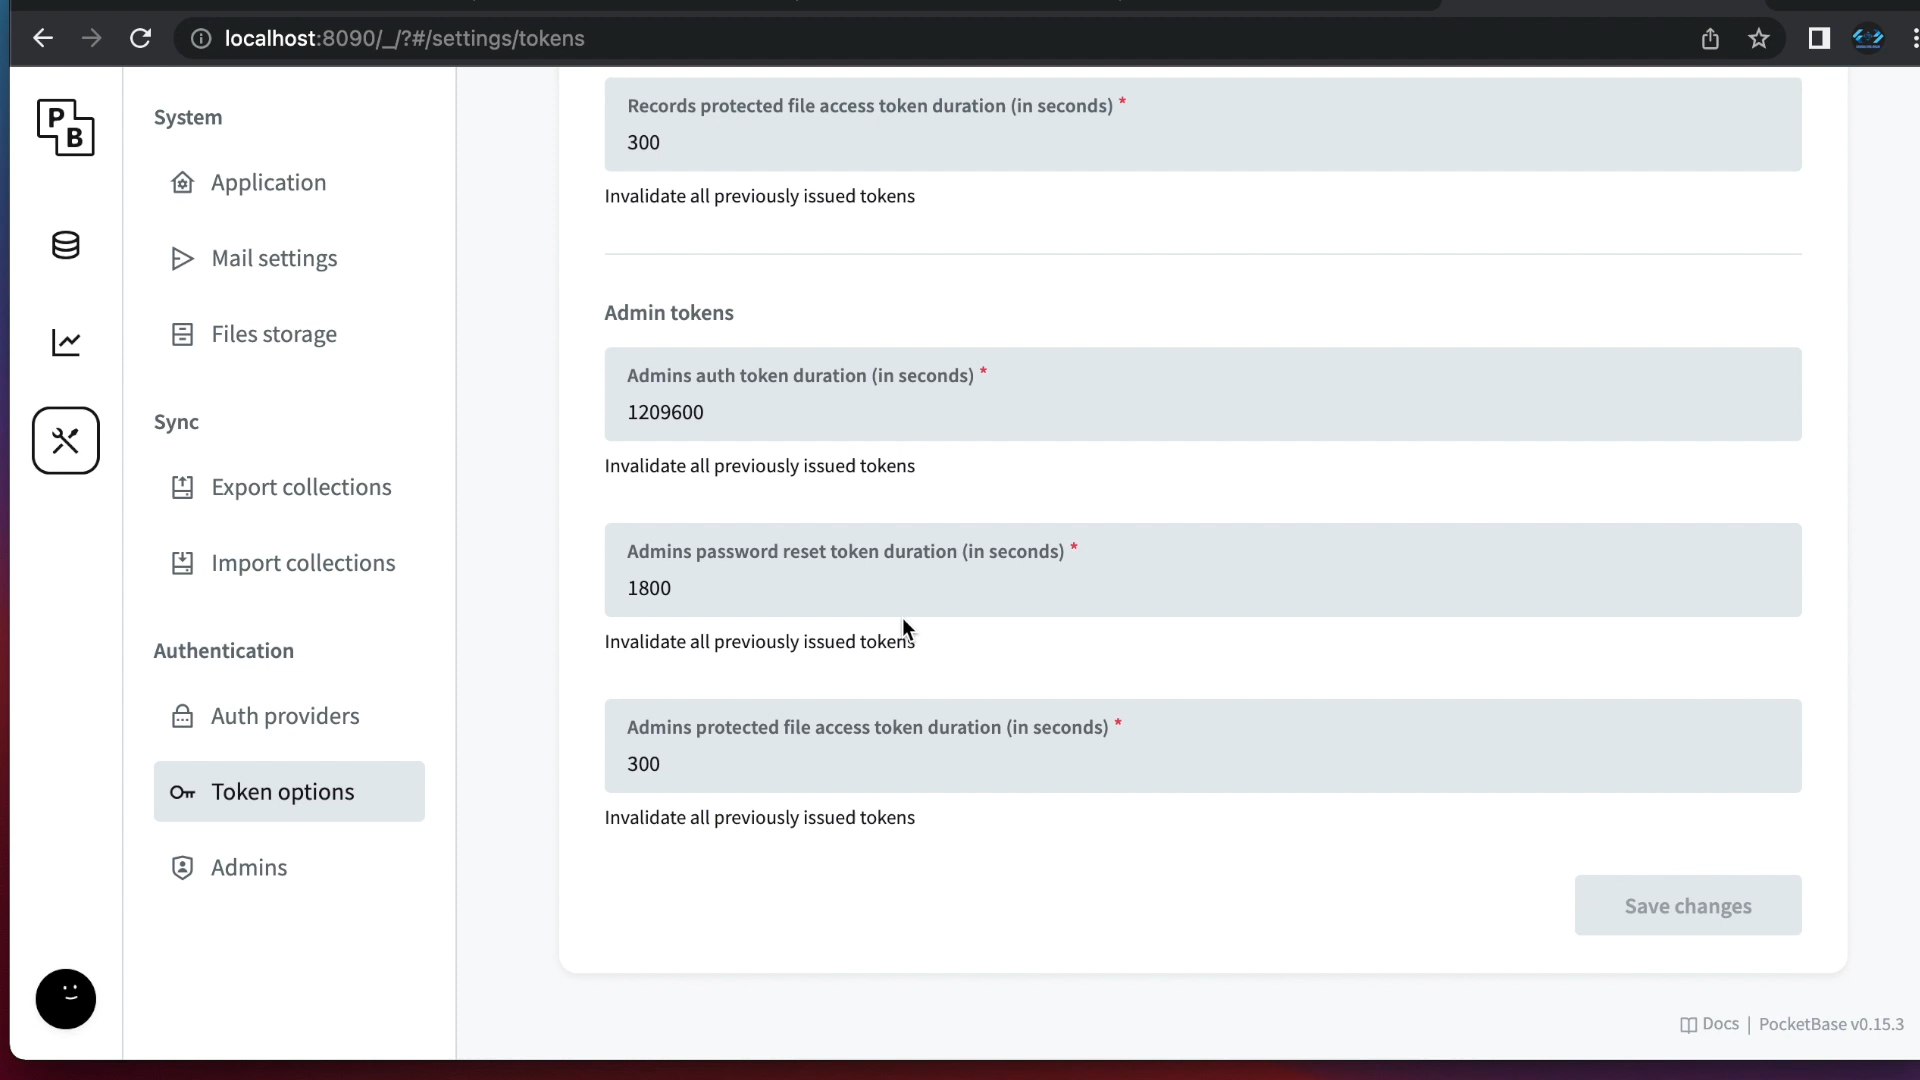 localhost:8090/_/?#/settings/tokens
PB
System
Application
Mail settings
Files storage
Sync
Export collections
Import collections
Authentication
Auth providers
Token options
Admins
Records protected file access token duration (in seconds) *
300
Invalidate all previously issued tokens
Admin tokens
Admins auth token duration (in seconds) *
1209600
Invalidate all previously issued tokens
Admins password reset token duration (in seconds) *
1800
Invalidate all previously issued tokens
Admins protected file access token duration (in seconds) *
300
Invalidate all previously issued tokens
Save changes
Docs | PocketBase v0.15.3